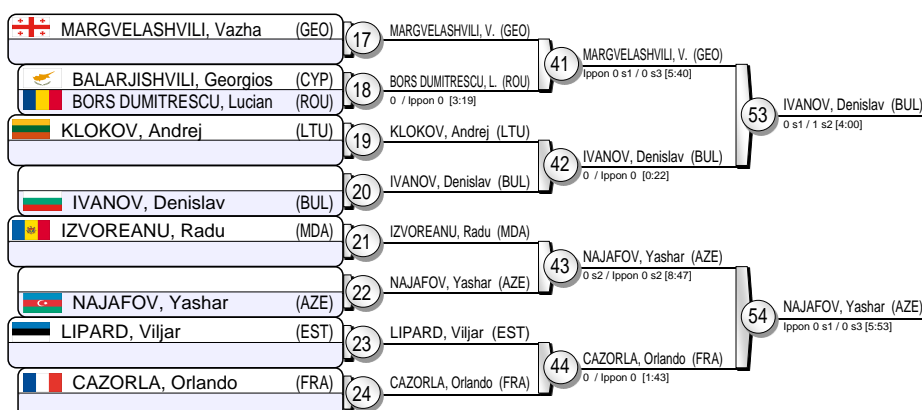 MARGVELASHVILI, Vazha (GEO)
BALARJISHVILI, Georgios (CYP)
BORS DUMITRESCU, Lucian (ROU)
KLOKOV, Andrej (LTU)
IVANOV, Denislav (BUL)
IZVOREANU, Radu (MDA)
NAJAFOV, Yashar (AZE)
LIPARD, Viljar (EST)
CAZORLA, Orlando (FRA)
17
18
19
20
21
22
23
24
MARGVELASHVILI, V. (GEO)
BORS DUMITRESCU, L. (ROU)
0 / Ippon 0 [3:19]
KLOKOV, Andrej (LTU)
IVANOV, Denislav (BUL)
IZVOREANU, Radu (MDA)
NAJAFOV, Yashar (AZE)
LIPARD, Viljar (EST)
CAZORLA, Orlando (FRA)
41
42
43
44
MARGVELASHVILI, V. (GEO)
Ippon 0 s1 / 0 s3 [5:40]
IVANOV, Denislav (BUL)
0 / Ippon 0 [0:22]
NAJAFOV, Yashar (AZE)
0 s2 / Ippon 0 s2 [8:47]
CAZORLA, Orlando (FRA)
0 / Ippon 0 [1:43]
53
54
IVANOV, Denislav (BUL)
0 s1 / 1 s2 [4:00]
NAJAFOV, Yashar (AZE)
Ippon 0 s1 / 0 s3 [5:53]